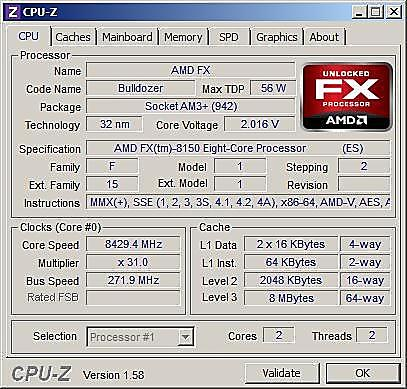 CPU-Z
CPU Caches Mainboard Memory SPD Graphics About
Processor
Name AMD FX
Code Name Bulldozer Max TDP 56 W
Package Socket AM3+ (942)
Technology 32 nm Core Voltage 2.016 V
UNLOCKED
FX
PROCESSOR
AMD
Specification AMD FX(tm)-8150 Eight-Core Processor (ES)
Family F Model 1 Stepping 2
Ext. Family 15 Ext. Model 1 Revision
Instructions MMX(+), SSE (1, 2, 3, 3S, 4.1, 4.2, 4A), x86-64, AMD-V, AES, A
Clocks (Core #0)
Core Speed 8429.4 MHz
Multiplier x 31.0
Bus Speed 271.9 MHz
Rated FSB
Cache
L1 Data 2 x 16 KBytes 4-way
L1 Inst. 64 KBytes 2-way
Level 2 2048 KBytes 16-way
Level 3 8 MBytes 64-way
Selection Processor #1 Cores 2 Threads 2
CPU-Z Version 1.58 Validate OK